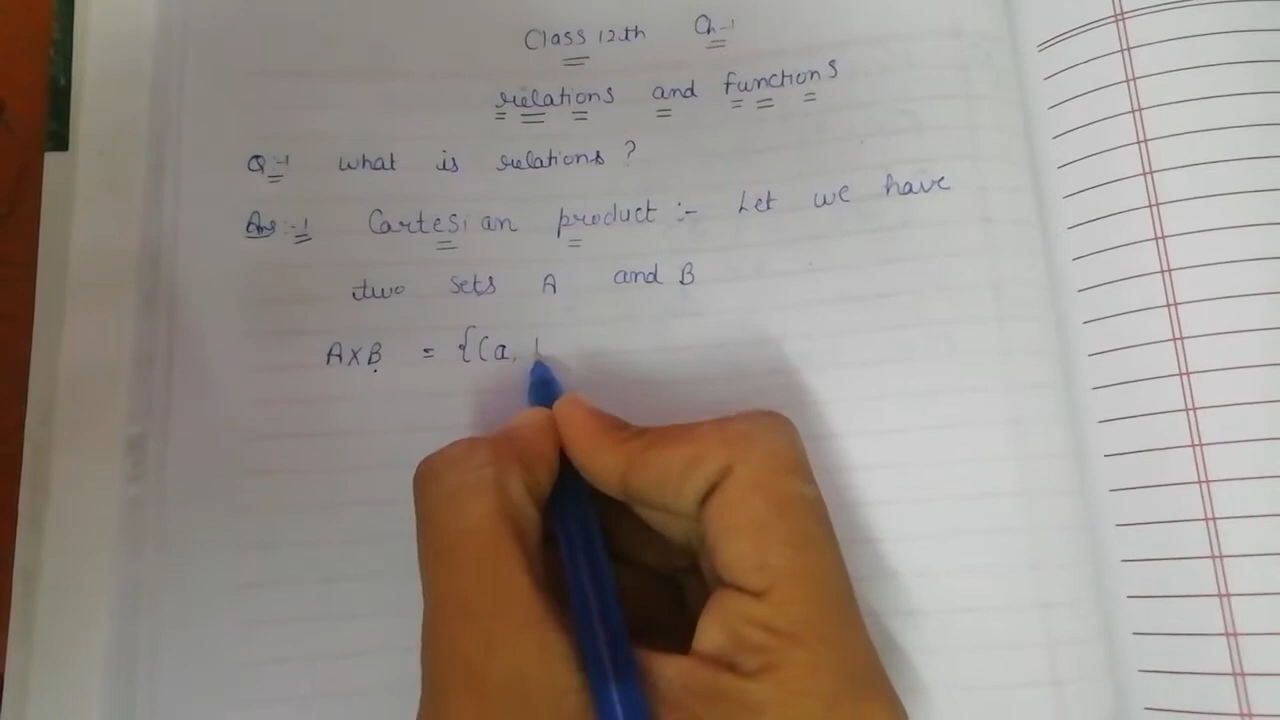 Class 12th Ch-1
relations and functions
Q-1 what is relations ?
Ans:-1 Cartesian product :- Let we have
two sets A and B
AxB = {(a,